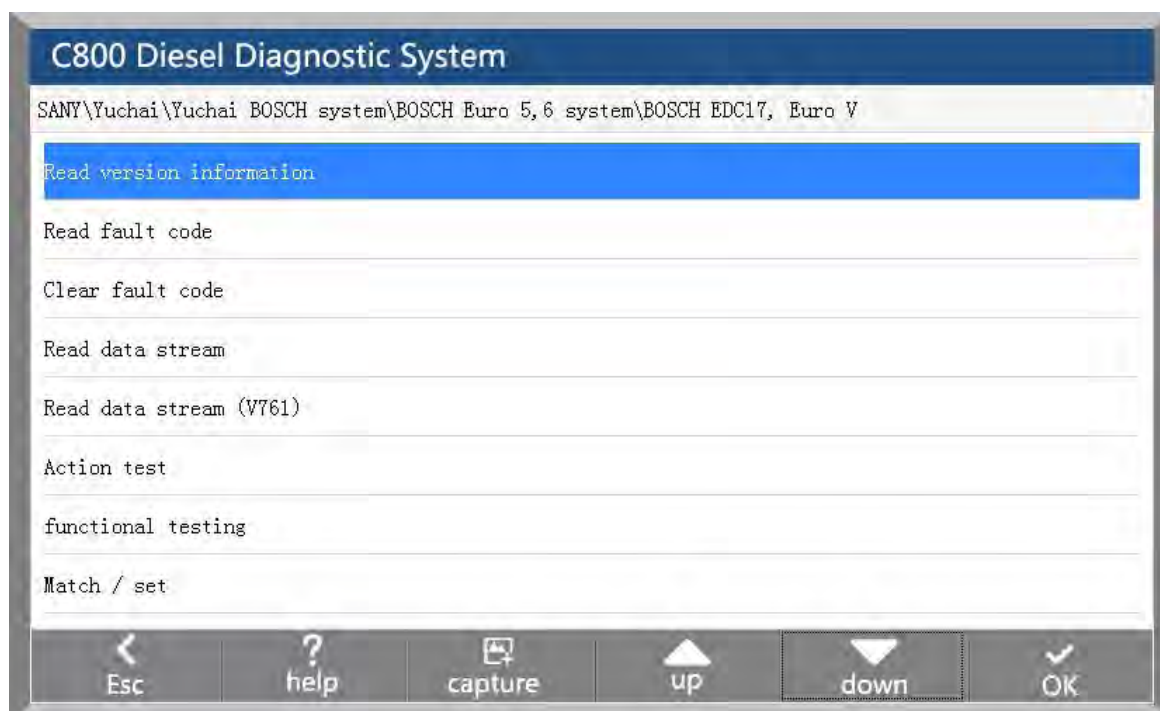 C800 Diesel Diagnostic System
SANY\Yuchai\Yuchai BOSCH system\BOSCH Euro 5,6 system\BOSCH EDC17, Euro V
Read version information
Read fault code
Clear fault code
Read data stream
Read data stream (V761)
Action test
functional testing
Match / set
Esc ? help capture up down OK